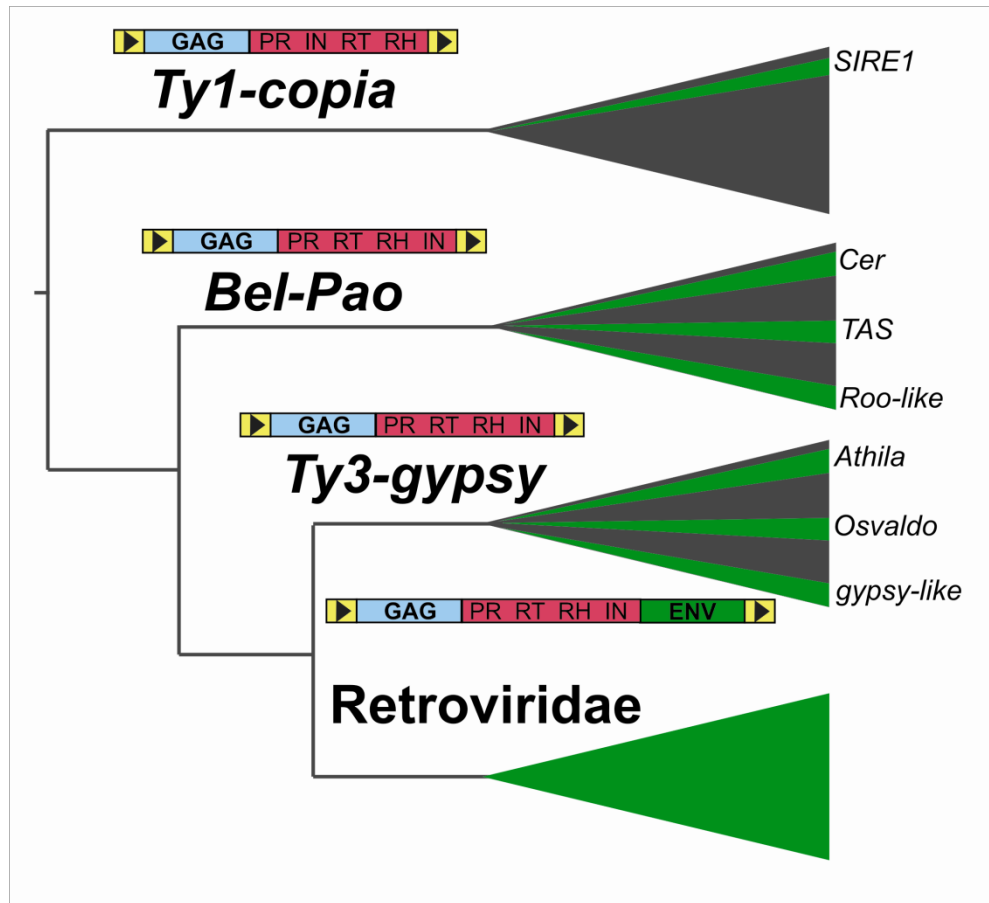 GAG PR IN RT RH
Ty1-copia
SIRE1
GAG PR RT RH IN
Bel-Pao
Cer
TAS
Roo-like
GAG PR RT RH IN
Ty3-gypsy
Athila
Osvaldo
gypsy-like
GAG PR RT RH IN ENV
Retroviridae